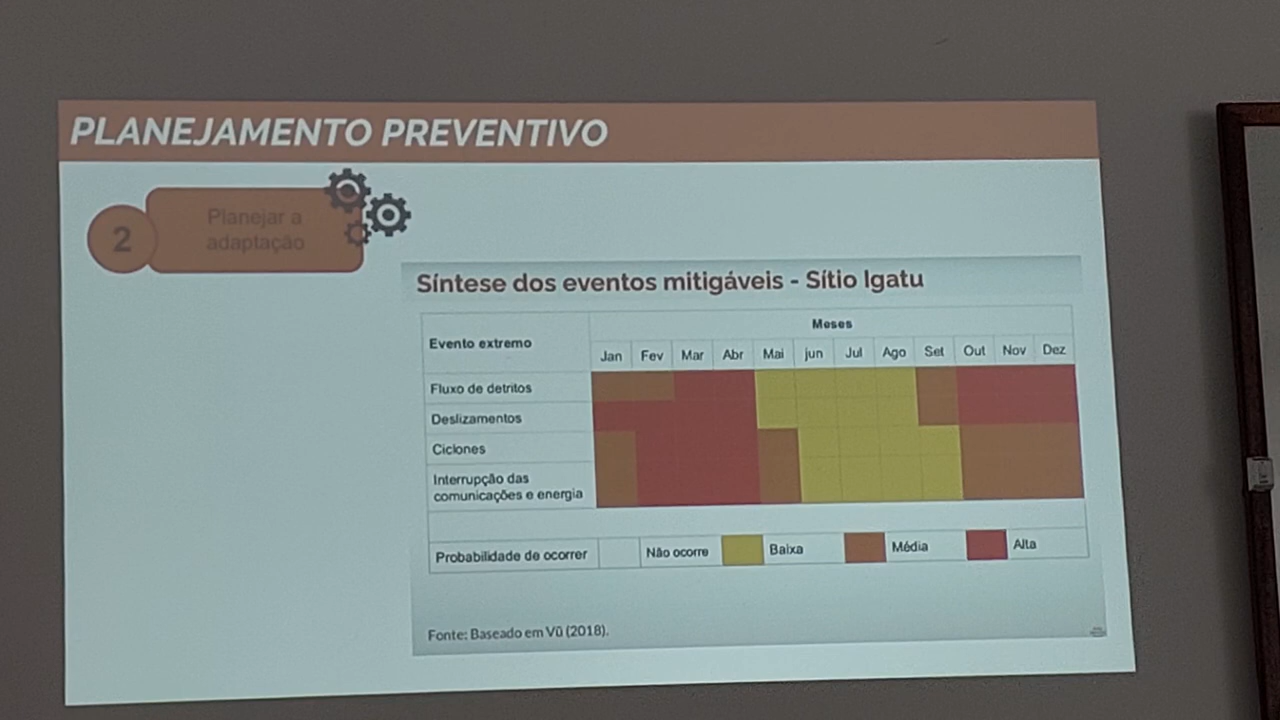 PLANEJAMENTO PREVENTIVO
2
Planejar a
adaptação
Síntese dos eventos mitigáveis - Sítio Igatu
Evento extremo
Meses
Jan Fev Mar Abr Mai jun Jul Ago Set Out Nov Dez
Fluxo de detritos
Deslizamentos
Ciclones
Interrupção das
comunicações e energia
Probabilidade de ocorrer Não ocorre Baixa Média Alta
Fonte: Baseado em Vũ (2018).